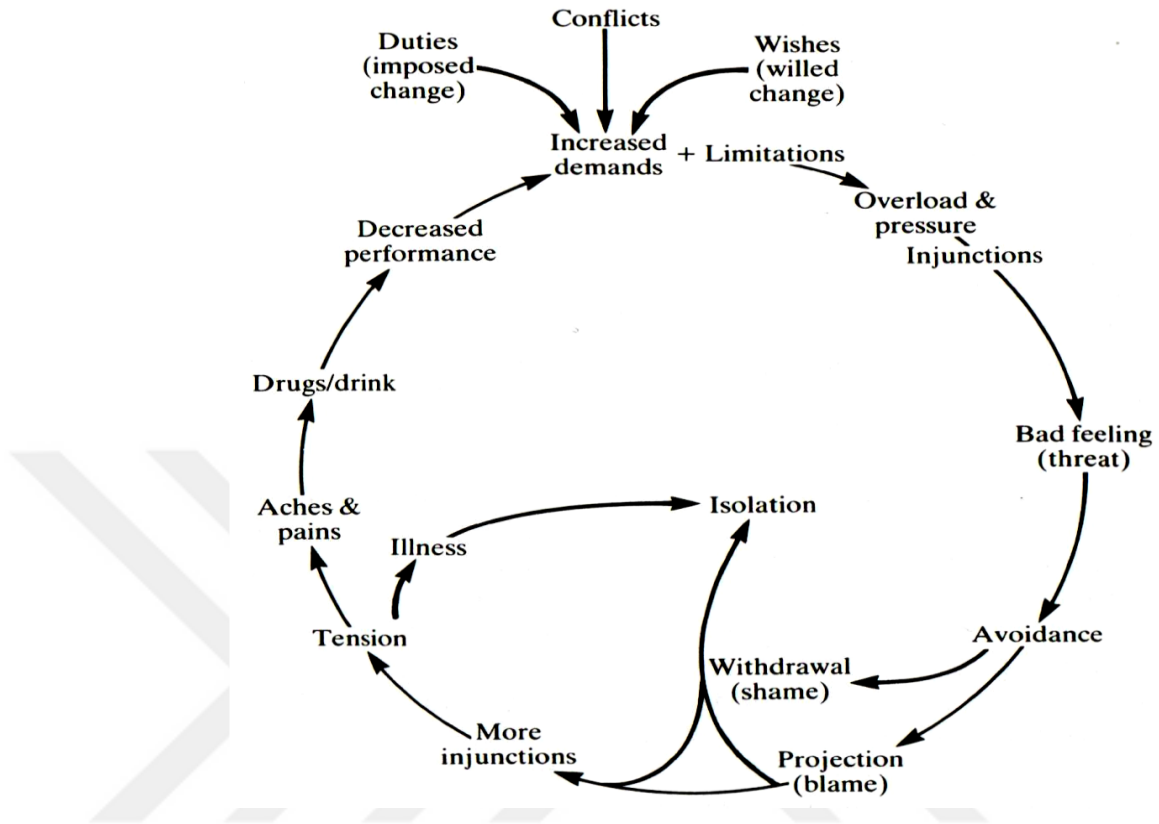 Conflicts
Duties
(imposed
change)
Wishes
(willed
change)
Increased
demands
+ Limitations
Overload &
pressure
Injunctions
Bad feeling
(threat)
Avoidance
Withdrawal
(shame)
Projection
(blame)
More
injunctions
Isolation
Illness
Tension
Aches &
pains
Drugs/drink
Decreased
performance